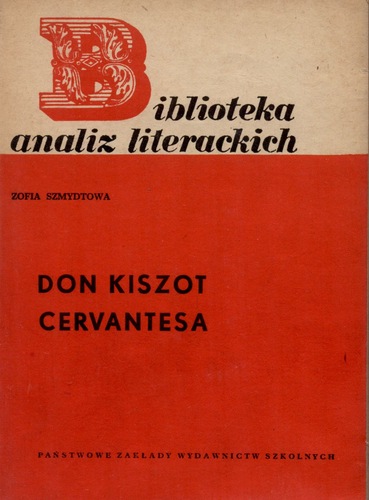 Biblioteka
analiz literackich
ZOFIA SZMYDTOWA
DON KISZOT
CERVANTESA
PAŃSTWOWE ZAKŁADY WYDAWNICTW SZKOLNYCH